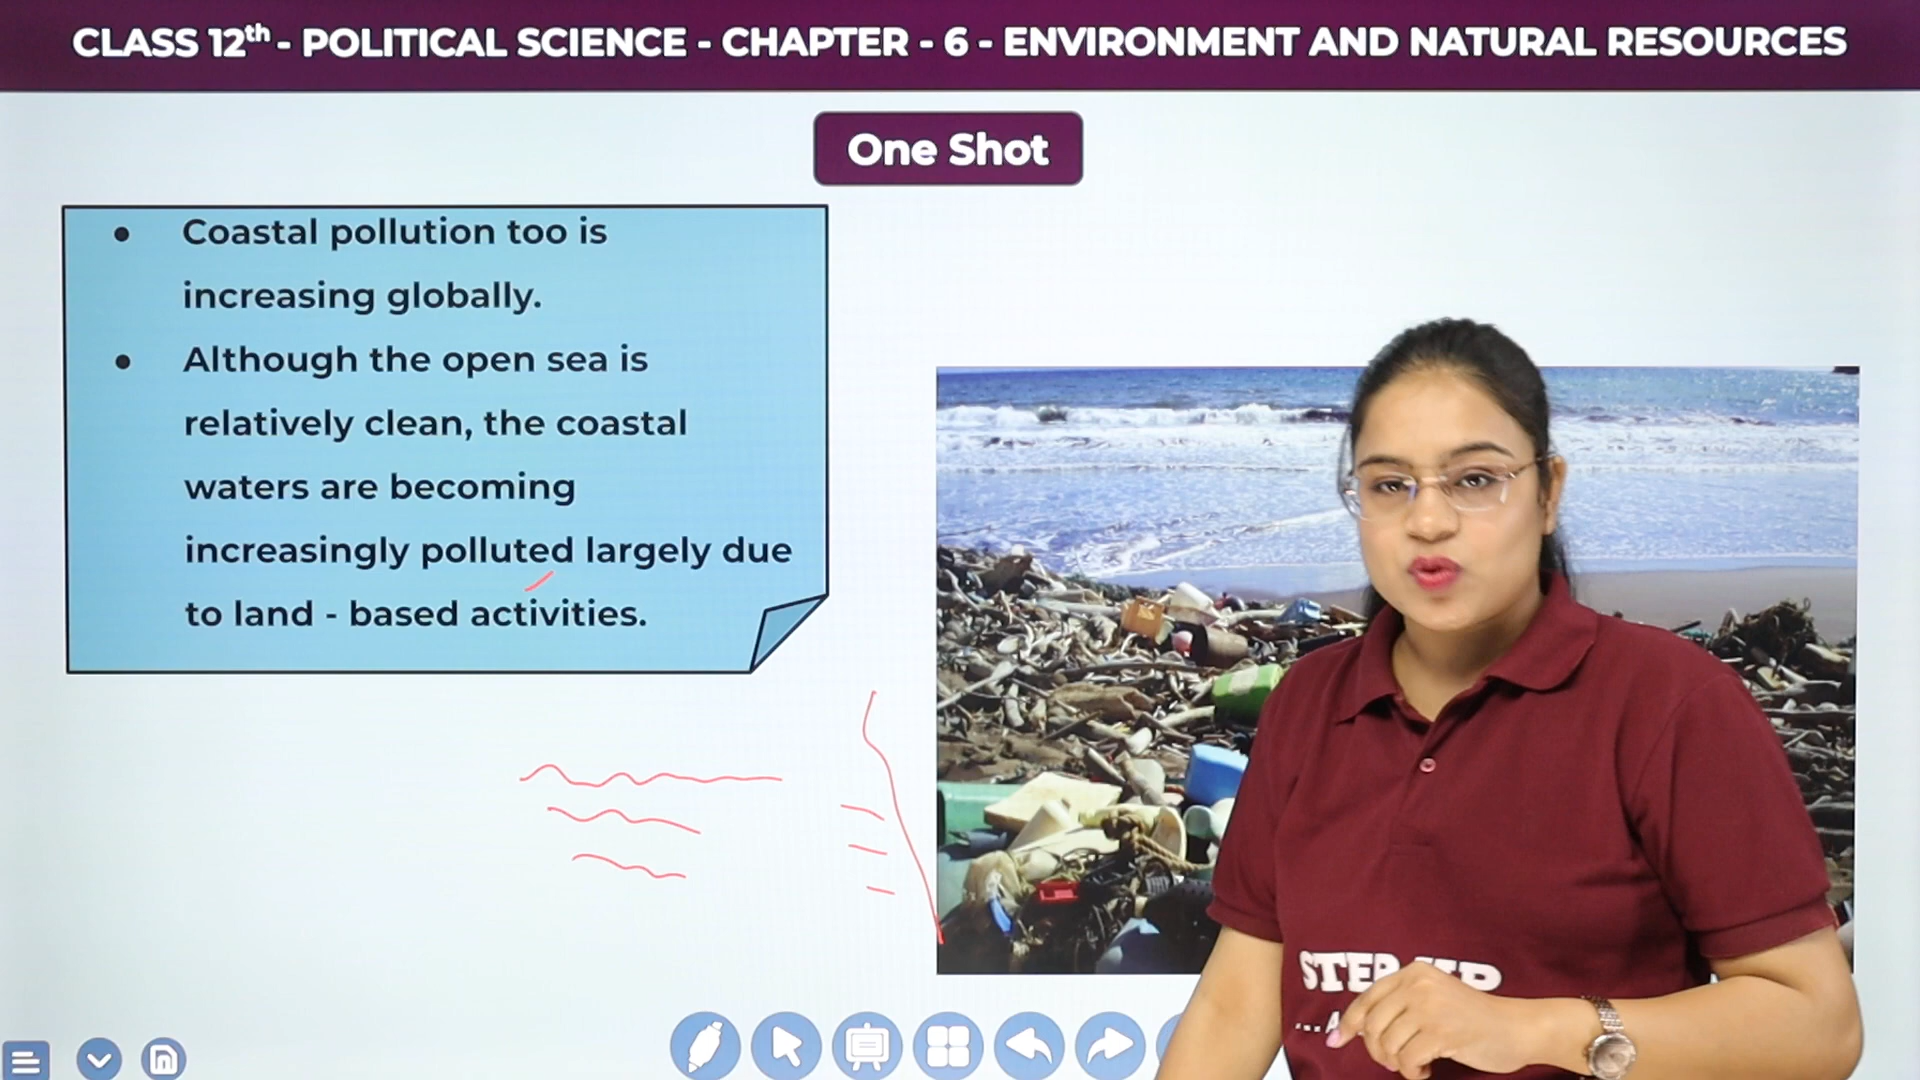 CLASS 12th - POLITICAL SCIENCE - CHAPTER - 6 - ENVIRONMENT AND NATURAL RESOURCES
One Shot
• Coastal pollution too is
increasing globally.
• Although the open sea is
relatively clean, the coastal
waters are becoming
increasingly polluted largely due
to land - based activities.
STEP UP